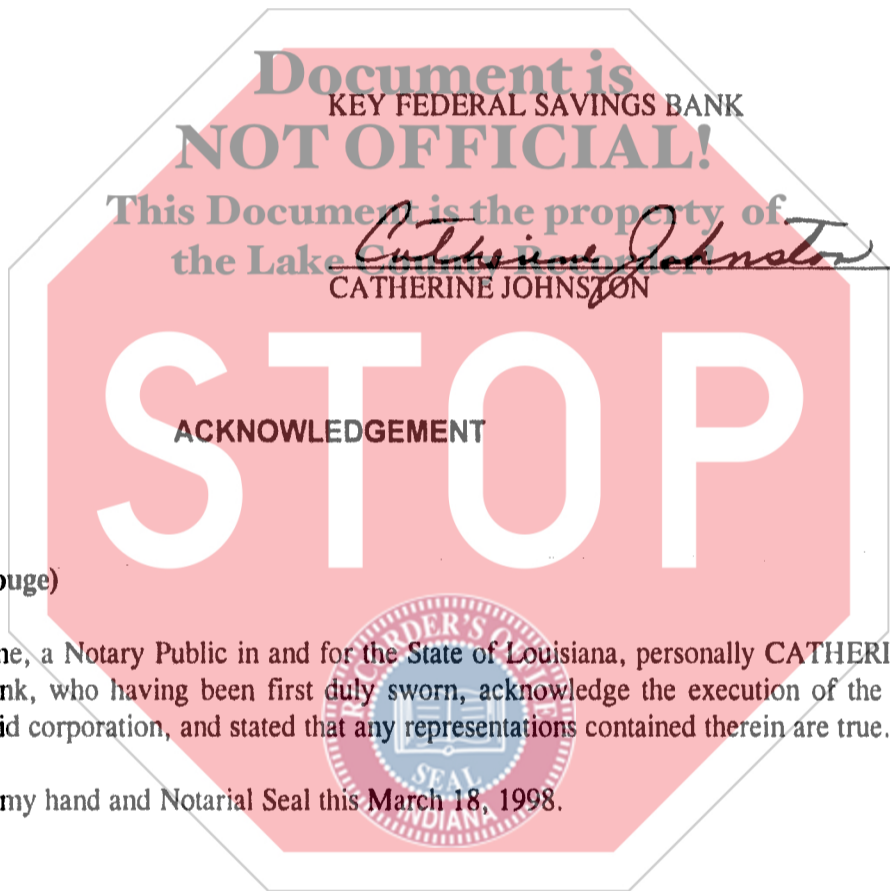 Document is
KEY FEDERAL SAVINGS BANK
NOT OFFICIAL!
This Document is the property of
the Lake County Recorder!
Catherine Johnston
CATHERINE JOHNSTON
STOP
ACKNOWLEDGEMENT
ouge)
ne, a Notary Public in and for the State of Louisiana, personally CATHERI
nk, who having been first duly sworn, acknowledge the execution of the
id corporation, and stated that any representations contained therein are true.
my hand and Notarial Seal this March 18, 1998.
RECORDER'S OFFICE
SEAL
INDIANA